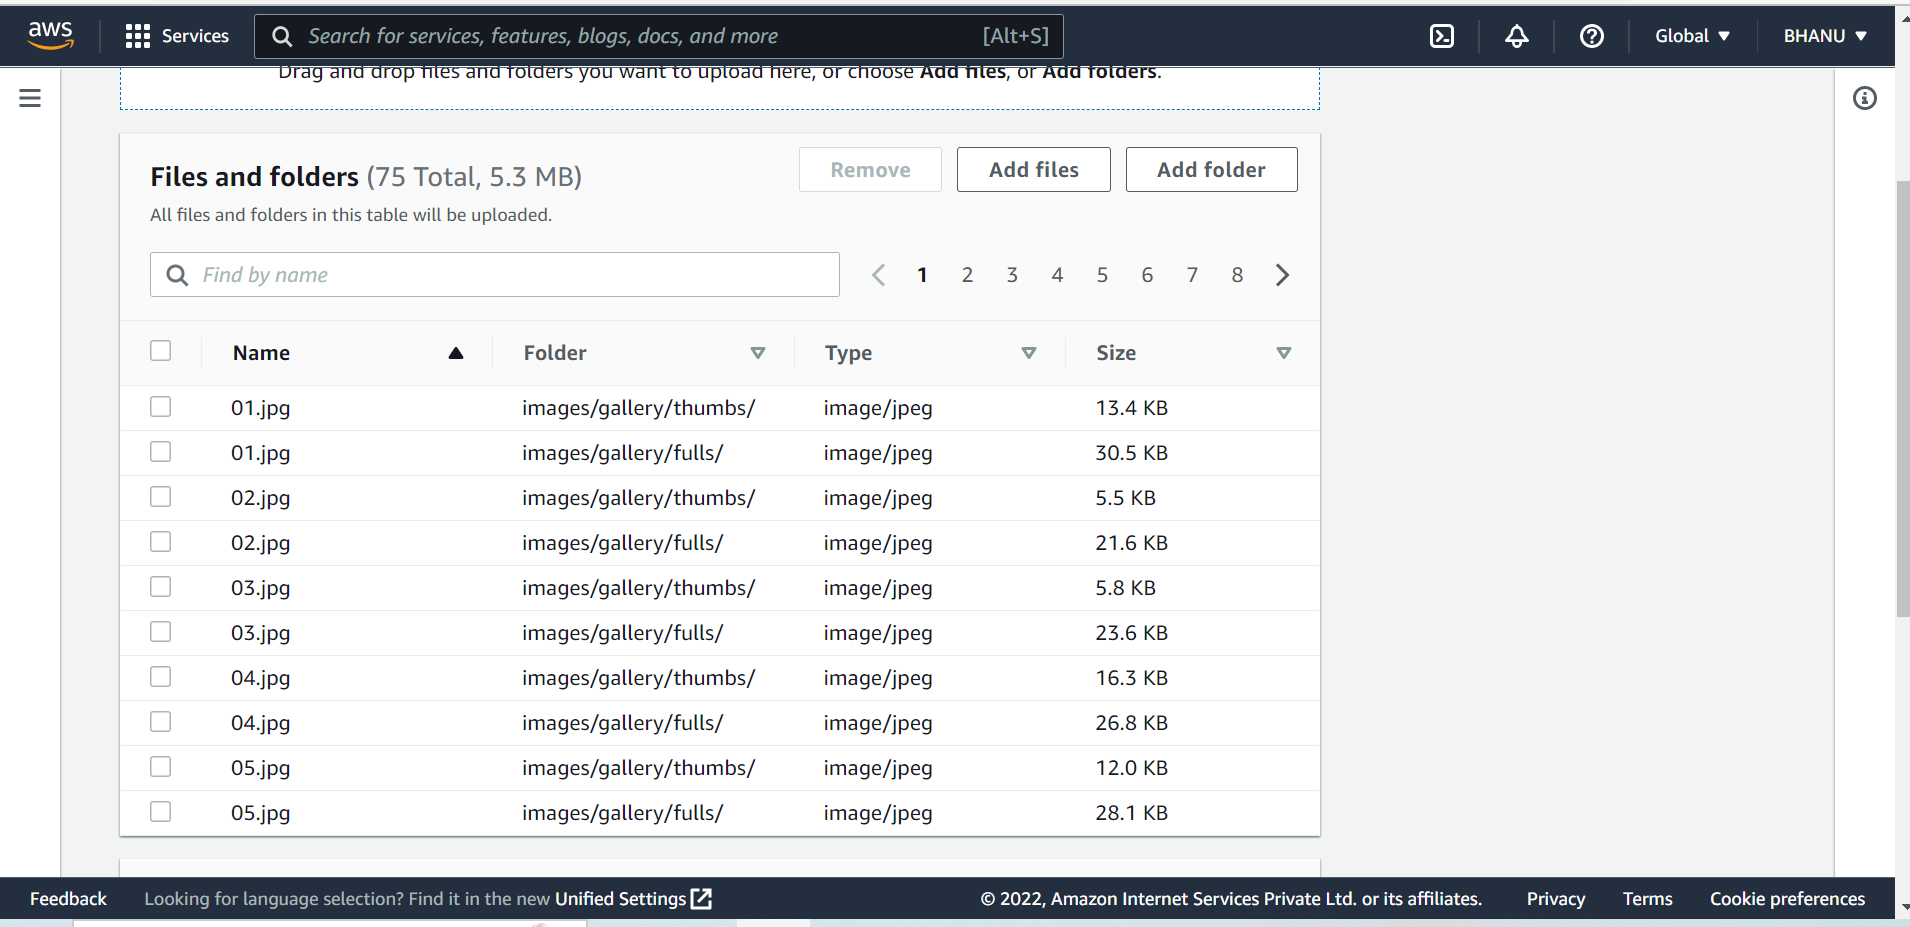 aws Services Search for services, features, blogs, docs, and more [Alt+S] Global BHANU
Drag and drop files and folders you want to upload here, or choose Add files, or Add folders.
Files and folders (75 Total, 5.3 MB) Remove Add files Add folder
All files and folders in this table will be uploaded.
Find by name 1 2 3 4 5 6 7 8
Name Folder Type Size
01.jpg images/gallery/thumbs/ image/jpeg 13.4 KB
01.jpg images/gallery/fulls/ image/jpeg 30.5 KB
02.jpg images/gallery/thumbs/ image/jpeg 5.5 KB
02.jpg images/gallery/fulls/ image/jpeg 21.6 KB
03.jpg images/gallery/thumbs/ image/jpeg 5.8 KB
03.jpg images/gallery/fulls/ image/jpeg 23.6 KB
04.jpg images/gallery/thumbs/ image/jpeg 16.3 KB
04.jpg images/gallery/fulls/ image/jpeg 26.8 KB
05.jpg images/gallery/thumbs/ image/jpeg 12.0 KB
05.jpg images/gallery/fulls/ image/jpeg 28.1 KB
Feedback Looking for language selection? Find it in the new Unified Settings © 2022, Amazon Internet Services Private Ltd. or its affiliates. Privacy Terms Cookie preferences